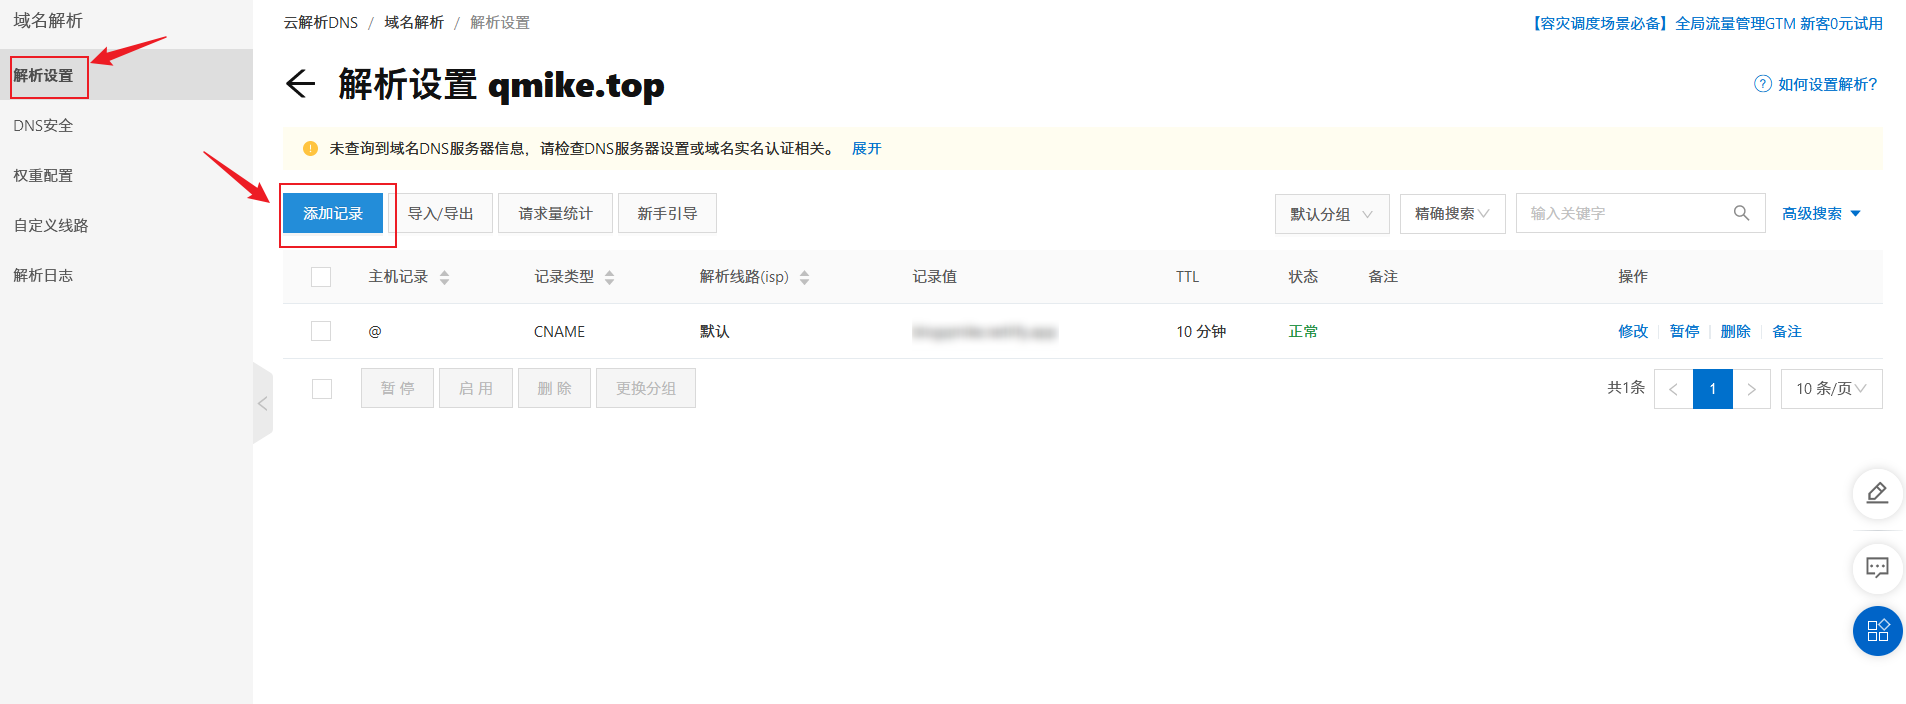 域名解析
解析设置
DNS安全
权重配置
自定义线路
解析日志
云解析DNS / 域名解析 / 解析设置
【容灾调度场景必备】全局流量管理GTM 新客0元试用
解析设置 qmike.top
如何设置解析?
未查询到域名DNS服务器信息，请检查DNS服务器设置或域名实名认证相关。 展开
添加记录 导入/导出 请求量统计 新手引导 默认分组 精确搜索 输入关键字 高级搜索
主机记录 记录类型 解析线路(isp) 记录值 TTL 状态 备注 操作
@ CNAME 默认 10 分钟 正常 修改 暂停 删除 备注
暂 停 启 用 删 除 更换分组 共1条 1 10 条/页